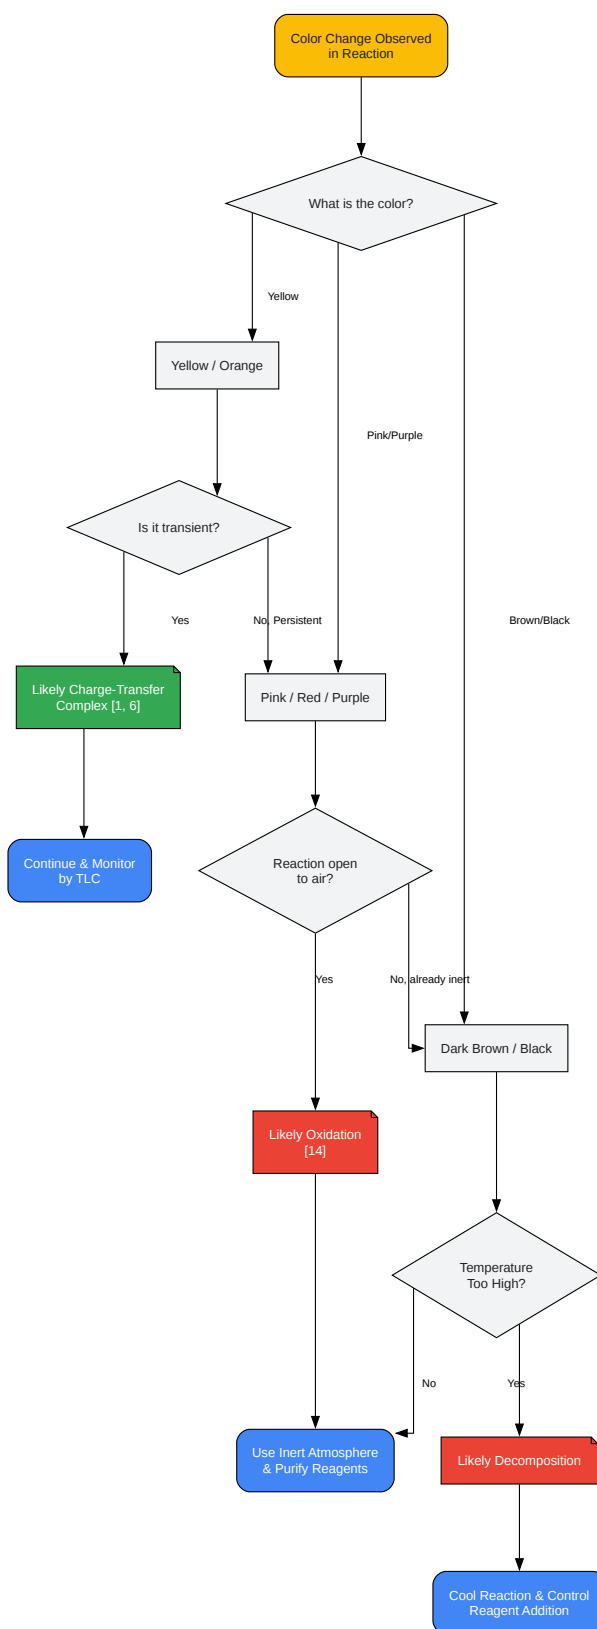 Color Change Observed
in Reaction
What is the color?
Yellow
Yellow / Orange
Pink/Purple
Is it transient?
Yes
No, Persistent
Brown/Black
Likely Charge-Transfer
Complex [1, 6]
Pink / Red / Purple
Continue & Monitor
by TLC
Reaction open
to air?
Yes
No, already inert
Dark Brown / Black
Likely Oxidation
[14]
Temperature
Too High?
No
Yes
Use Inert Atmosphere
& Purify Reagents
Likely Decomposition
Cool Reaction & Control
Reagent Addition